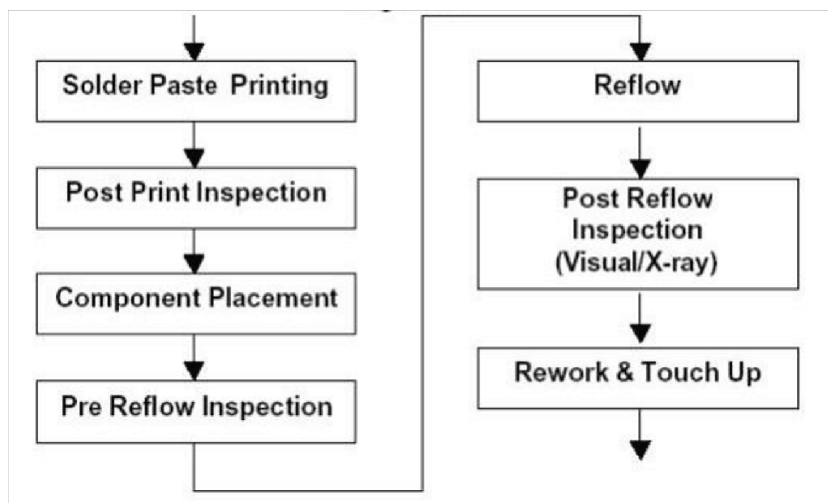 Solder Paste Printing
Post Print Inspection
Component Placement
Pre Reflow Inspection
Reflow
Post Reflow
Inspection
(Visual/X-ray)
Rework & Touch Up